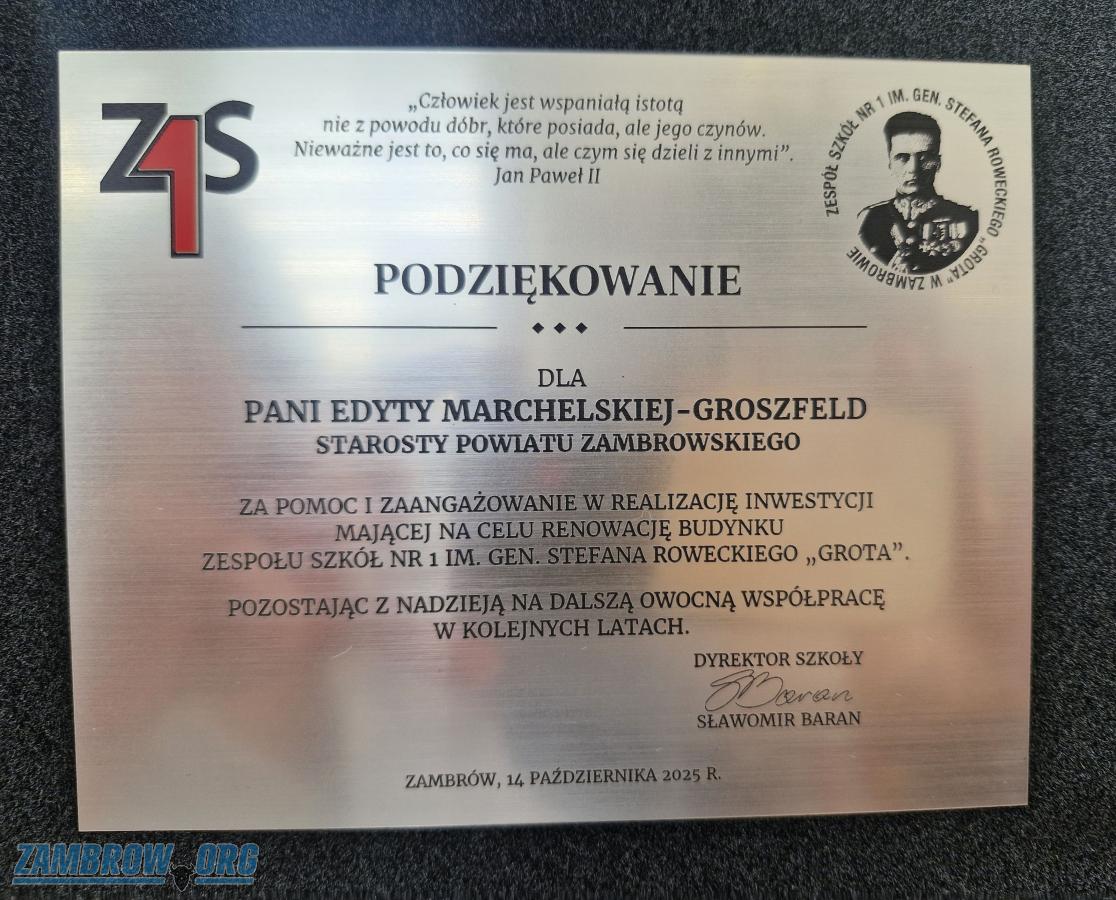 Z1S
„Człowiek jest wspaniałą istotą
nie z powodu dóbr, które posiada, ale jego czynów.
Nieważne jest to, co się ma, ale czym się dzieli z innymi”.
Jan Paweł II
ZESPÓŁ SZKÓŁ NR 1 IM. GEN. STEFANA ROWECKIEGO „GROTA” W ZAMBROWIE
PODZIĘKOWANIE
DLA
PANI EDYTY MARCHELSKIEJ-GROSZFELD
STAROSTY POWIATU ZAMBROWSKIEGO
ZA POMOC I ZAANGAŻOWANIE W REALIZACJĘ INWESTYCJI
MAJĄCEJ NA CELU RENOWACJĘ BUDYNKU
ZESPOŁU SZKÓŁ NR 1 IM. GEN. STEFANA ROWECKIEGO „GROTA”.
POZOSTAJĄC Z NADZIEJĄ NA DALSZĄ OWOCNĄ WSPÓŁPRACĘ
W KOLEJNYCH LATACH.
DYREKTOR SZKOŁY
SBaran
SŁAWOMIR BARAN
ZAMBRÓW, 14 PAŹDZIERNIKA 2025 R.
ZAMBROW.ORG